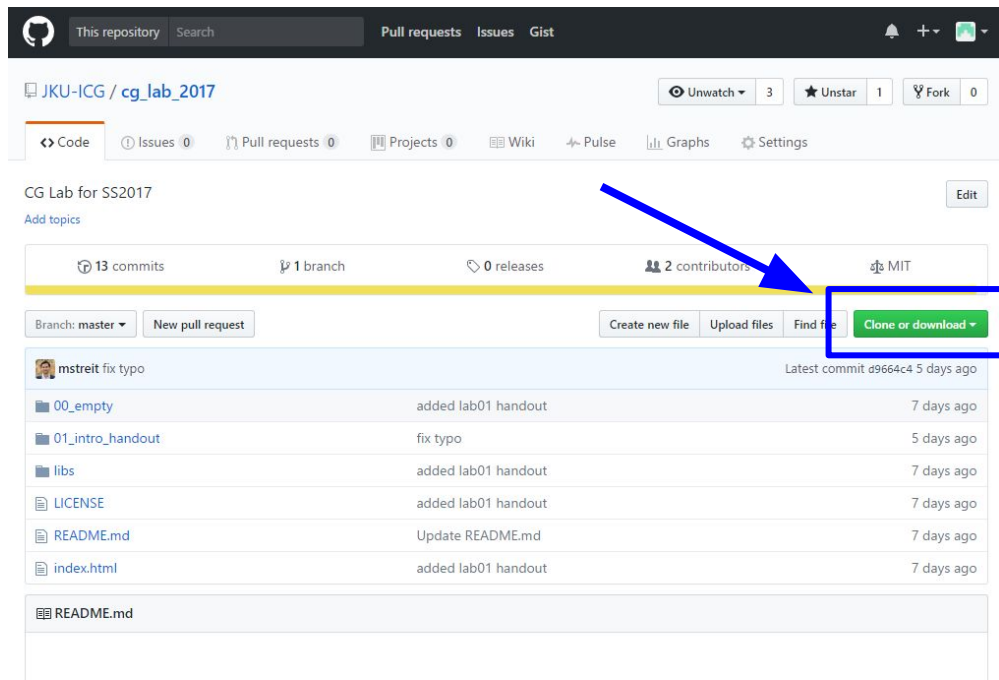 This repository Search Pull requests Issues Gist
JKU-ICG / cg_lab_2017 Unwatch 3 Unstar 1 Fork 0
Code Issues 0 Pull requests 0 Projects 0 Wiki Pulse Graphs Settings
CG Lab for SS2017 Edit
Add topics
13 commits 1 branch 0 releases 2 contributors MIT
Branch: master New pull request Create new file Upload files Find file Clone or download
mstreit fix typo Latest commit d9664c4 5 days ago
00_empty added lab01 handout 7 days ago
01_intro_handout fix typo 5 days ago
libs added lab01 handout 7 days ago
LICENSE added lab01 handout 7 days ago
README.md Update README.md 7 days ago
index.html added lab01 handout 7 days ago
README.md